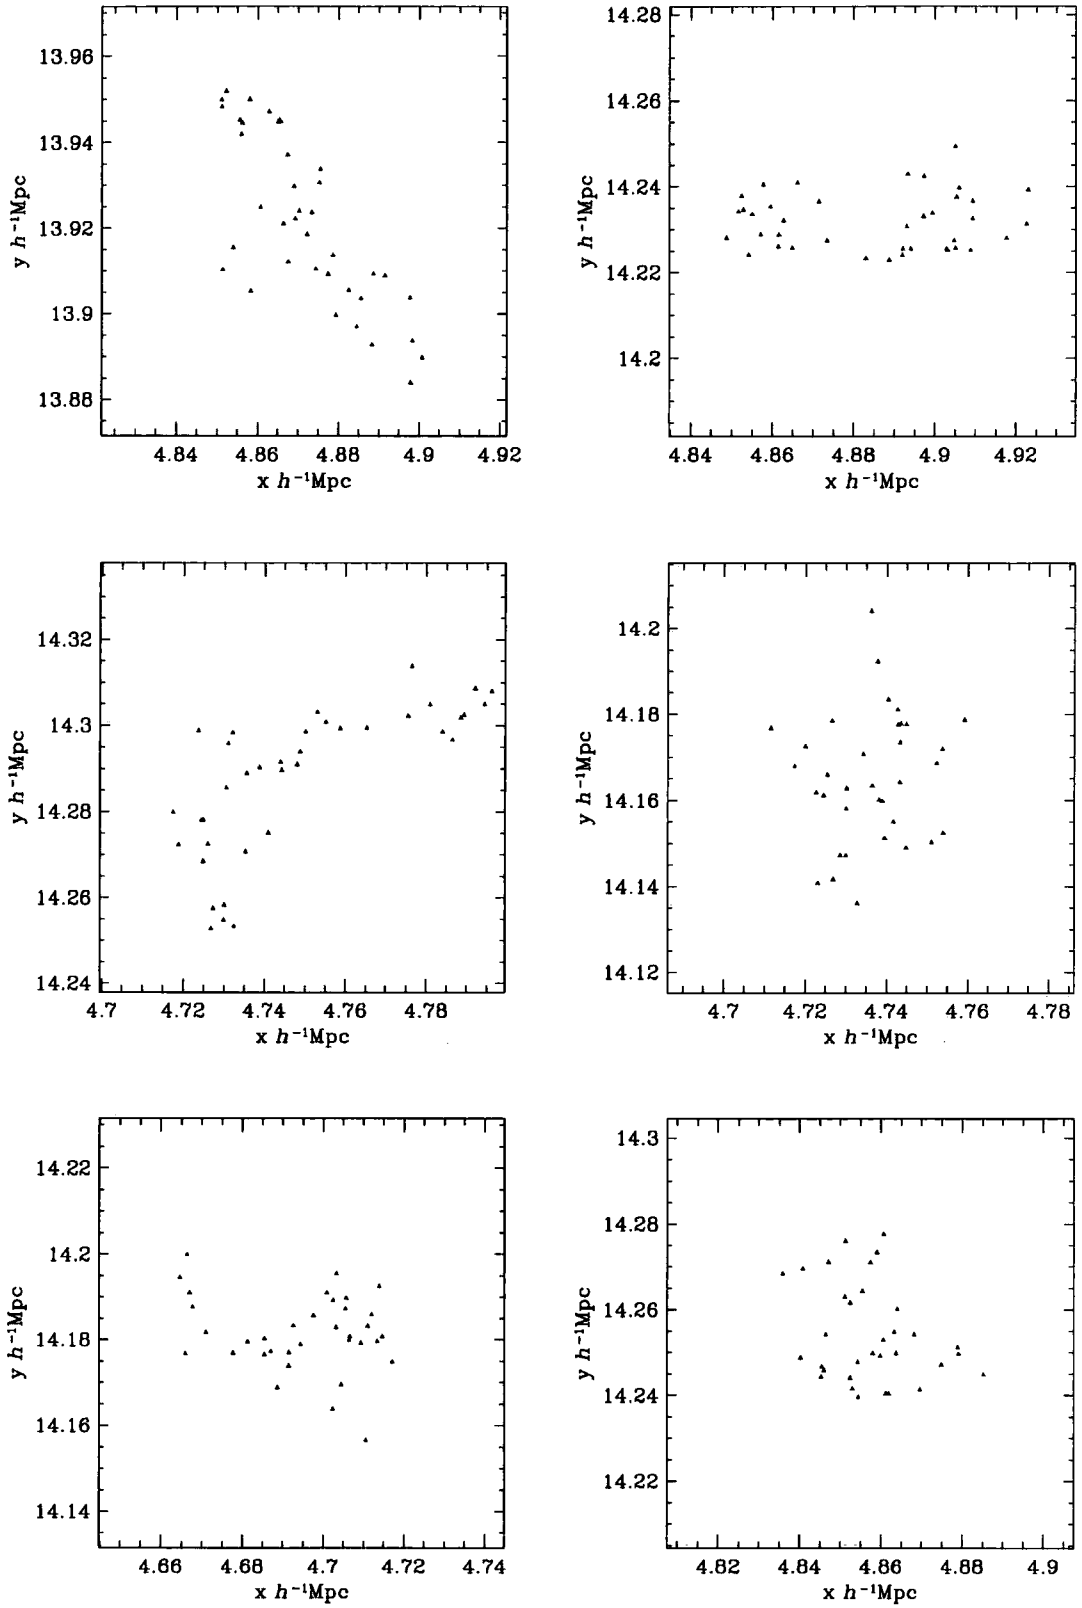 13.96
13.94
13.92
13.9
13.88
y h⁻¹Mpc
4.84 4.86 4.88 4.9 4.92
x h⁻¹Mpc
14.28
14.26
14.24
14.22
14.2
y h⁻¹Mpc
4.84 4.86 4.88 4.9 4.92
x h⁻¹Mpc
14.32
14.3
14.28
14.26
14.24
y h⁻¹Mpc
4.7 4.72 4.74 4.76 4.78
x h⁻¹Mpc
14.2
14.18
14.16
14.14
14.12
y h⁻¹Mpc
4.7 4.72 4.74 4.76 4.78
x h⁻¹Mpc
14.22
14.2
14.18
14.16
14.14
y h⁻¹Mpc
4.66 4.68 4.7 4.72 4.74
x h⁻¹Mpc
14.3
14.28
14.26
14.24
14.22
y h⁻¹Mpc
4.82 4.84 4.86 4.88 4.9
x h⁻¹Mpc